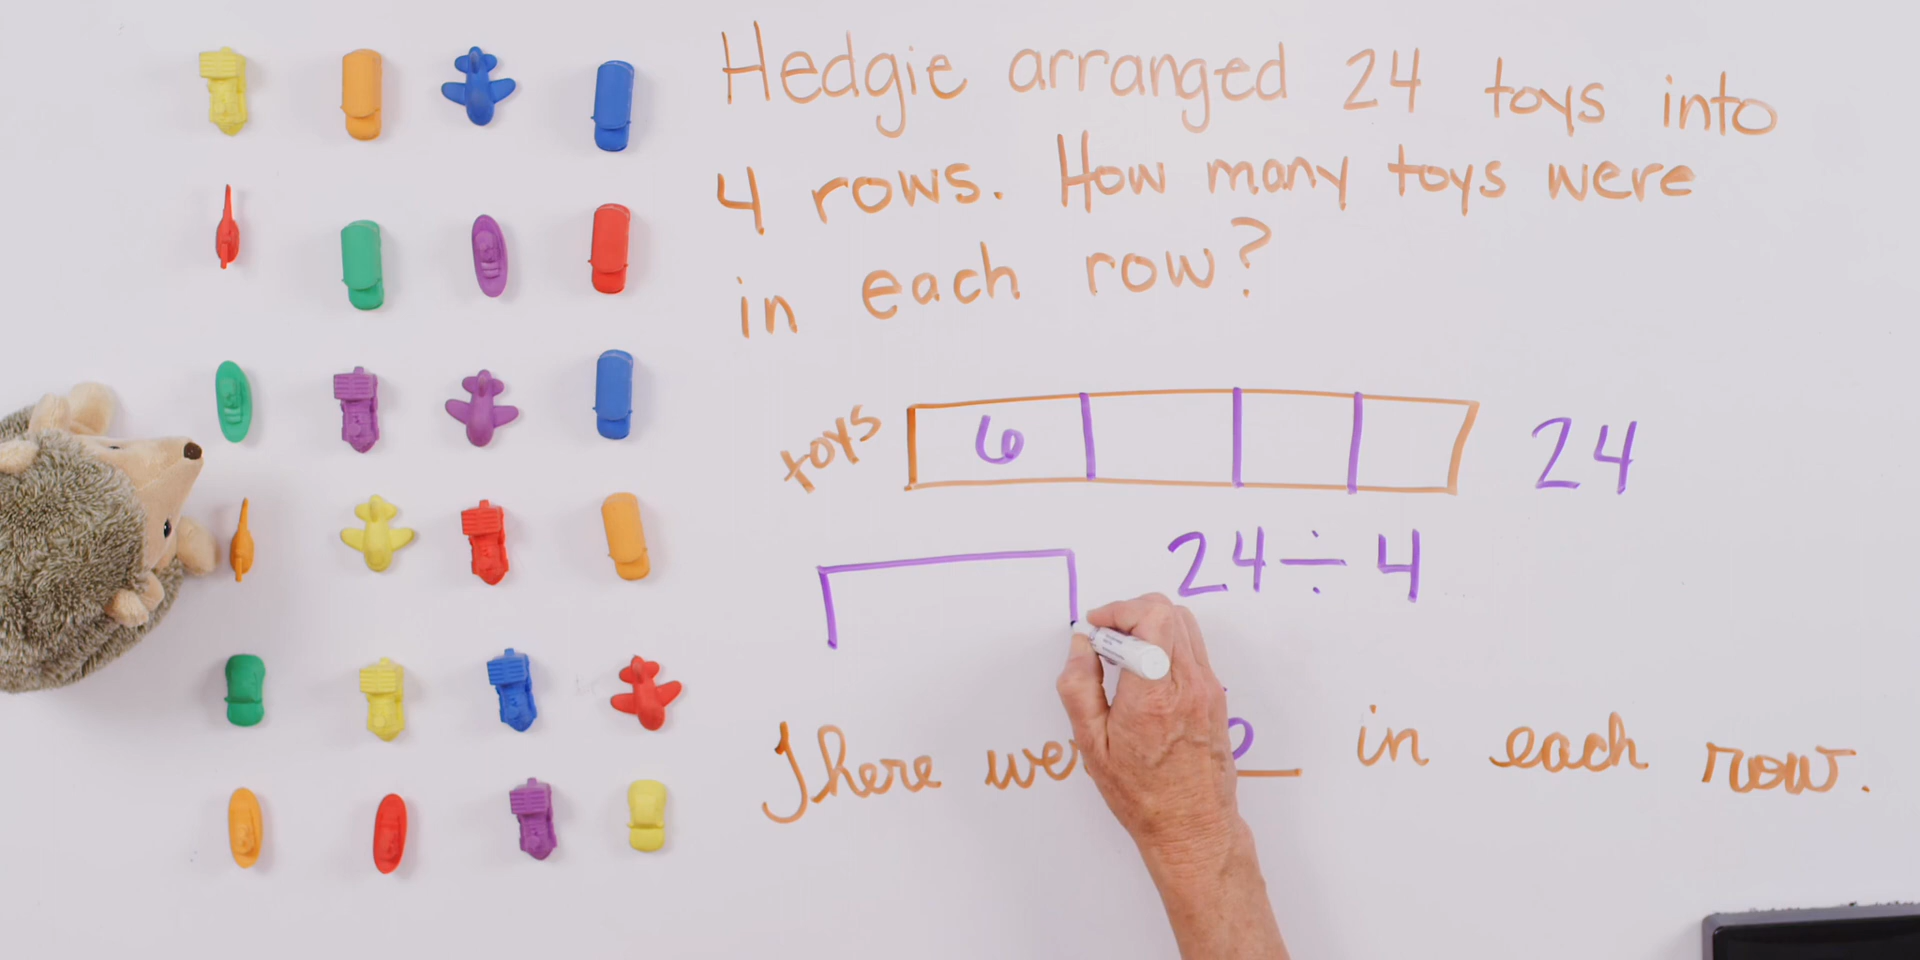 Hedgie arranged 24 toys into
4 rows. How many toys were
in each row?
toys 6 24
24 ÷ 4
There in each row.